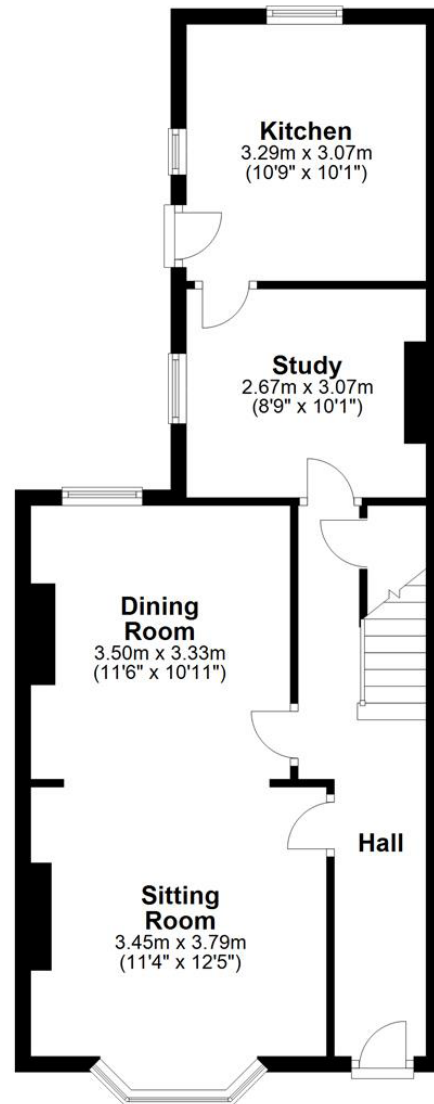 Kitchen
3.29m x 3.07m
(10'9" x 10'1")
Study
2.67m x 3.07m
(8'9" x 10'1")
Dining
Room
3.50m x 3.33m
(11'6" x 10'11")
Hall
Sitting
Room
3.45m x 3.79m
(11'4" x 12'5")